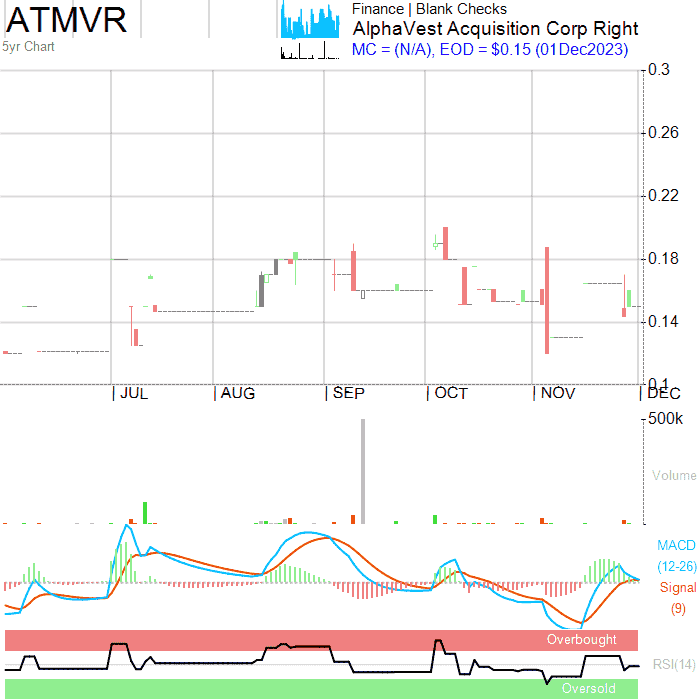 ATMVR
5yr Chart
Finance | Blank Checks
AlphaVest Acquisition Corp Right
MC = (N/A), EOD = $0.15 (01Dec2023)
0.3
0.26
0.22
0.18
0.14
0.1
| JUL | AUG | SEP | OCT | NOV | DEC
500k
Volume
MACD
(12-26)
Signal
(9)
Overbought
RSI(14)
Oversold